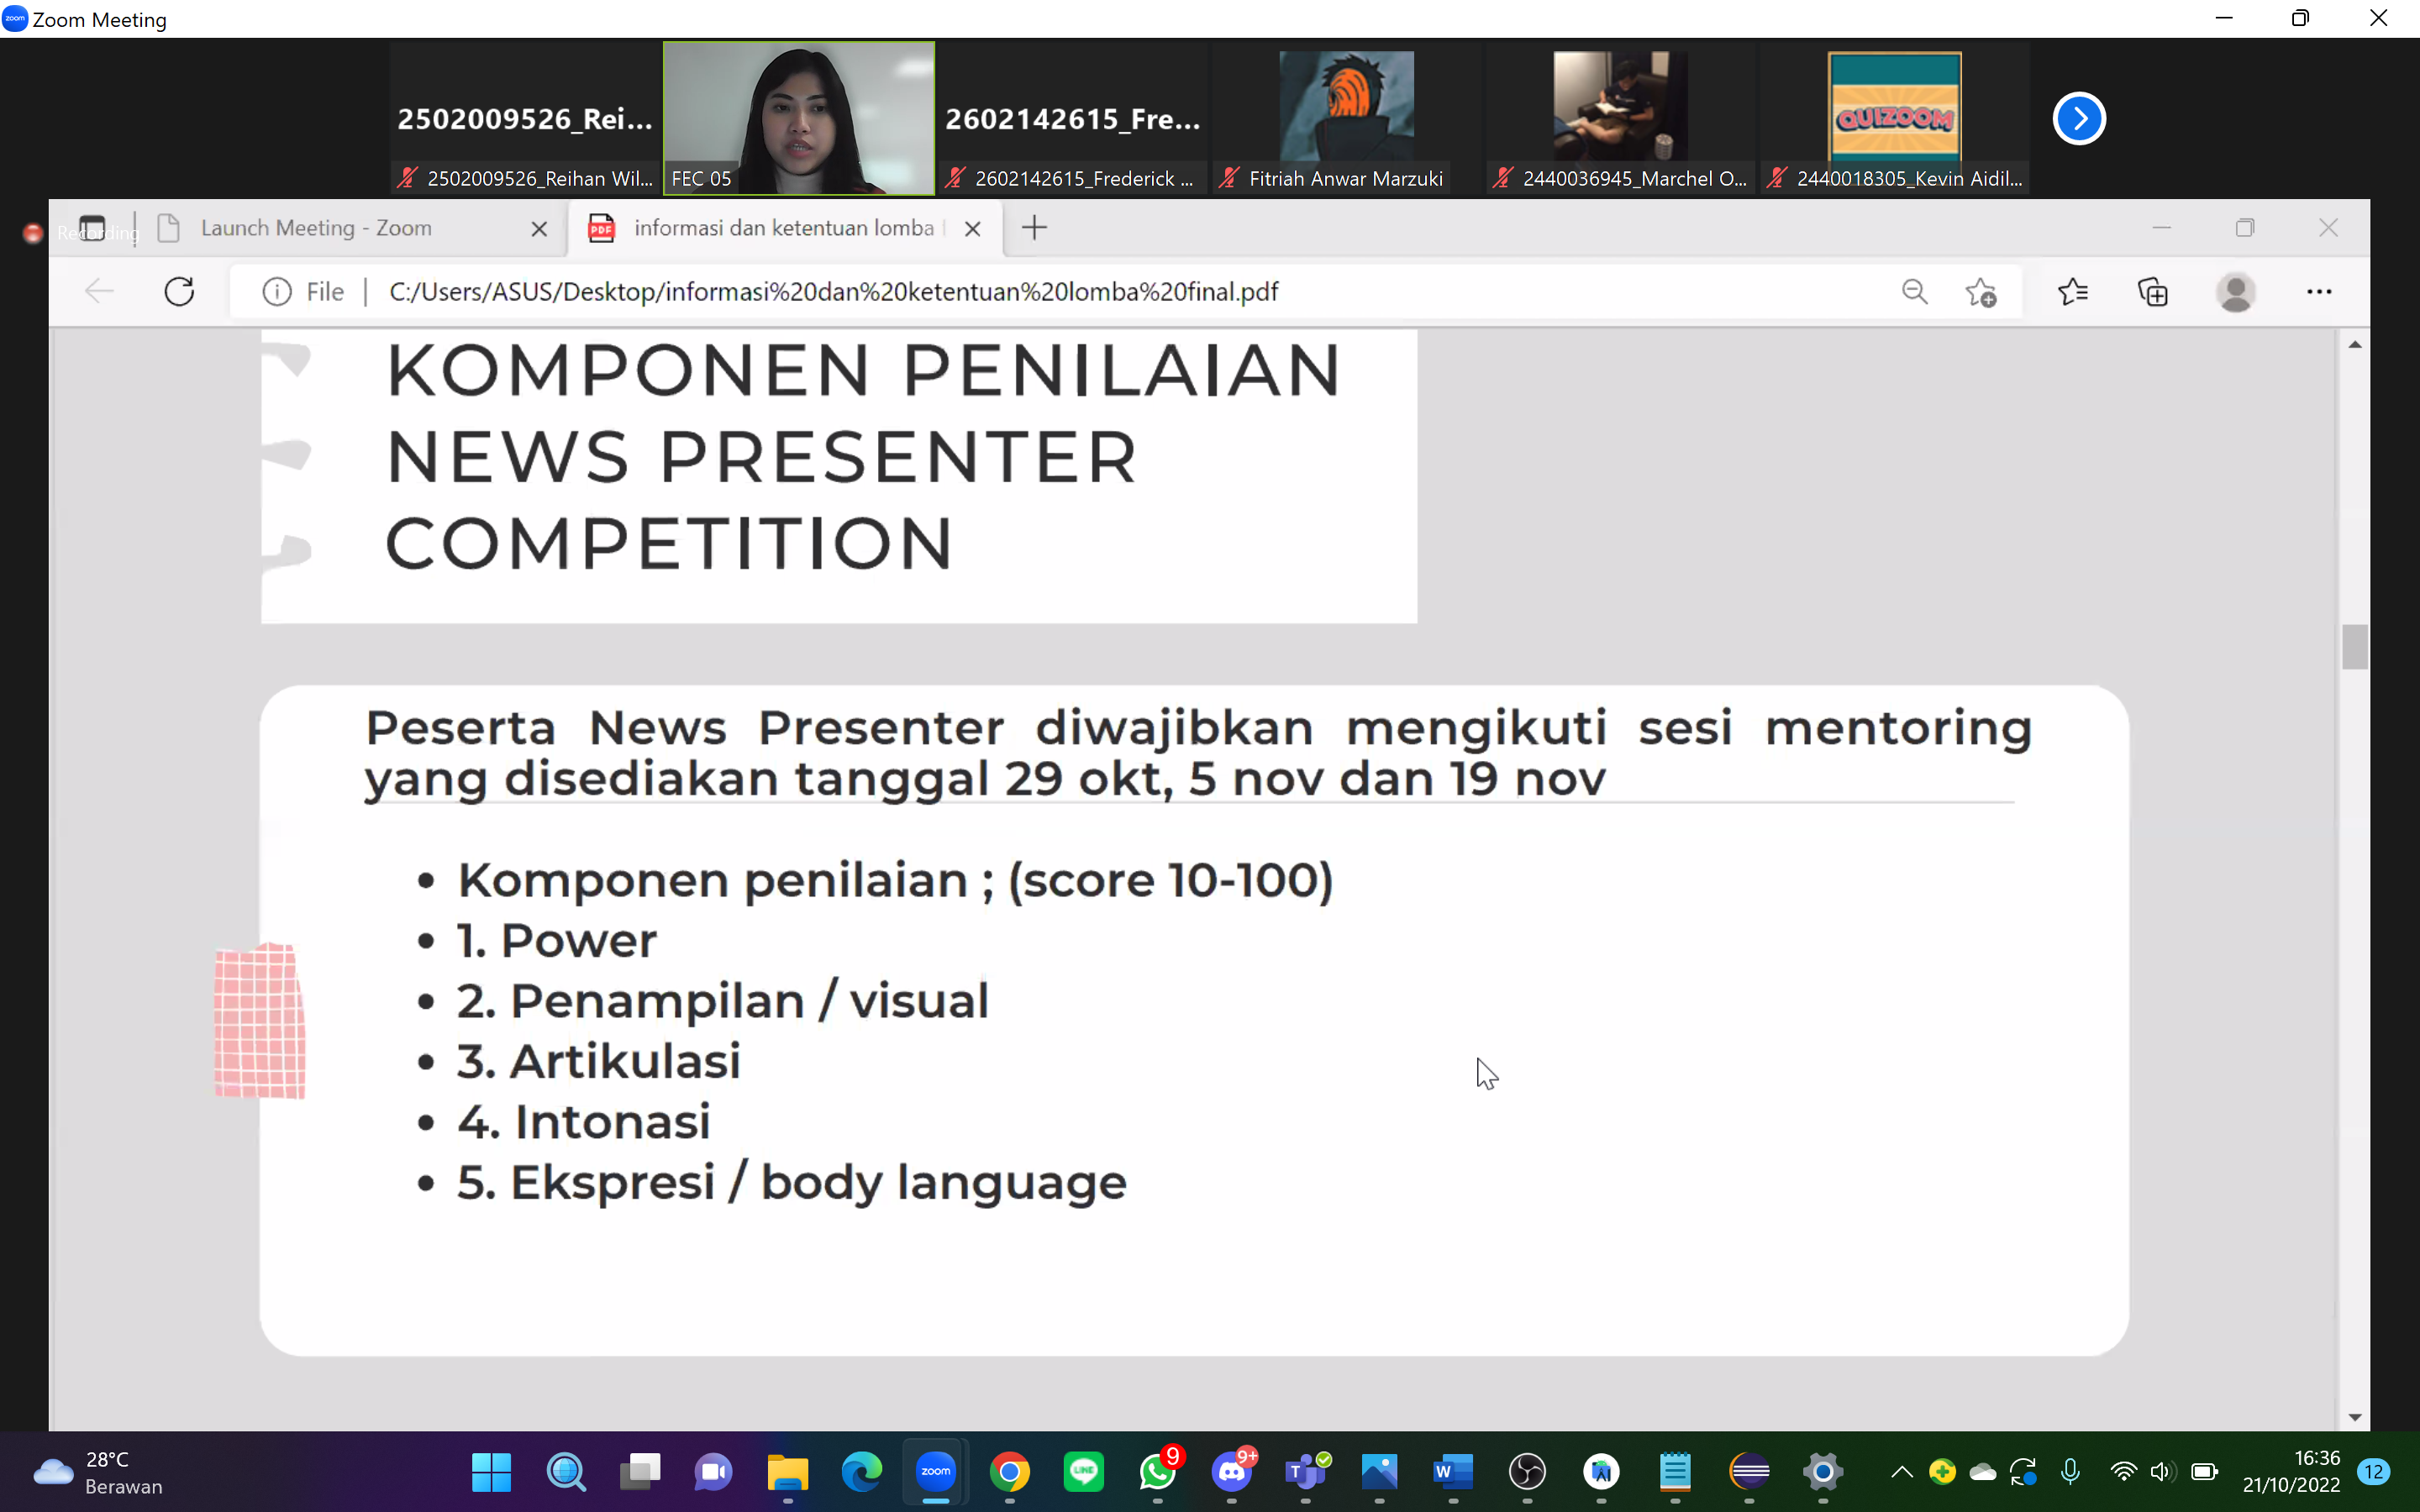 Zoom Meeting
2502009526_Rei...
2602142615_Fre...
QUIZOOM
2502009526_Reihan Wil...
FEC 05
2602142615_Frederick ...
Fitriah Anwar Marzuki
2440036945_Marchel O...
2440018305_Kevin Aidil...
Recording
Launch Meeting - Zoom
PDF
informasi dan ketentuan lomba
File
C:/Users/ASUS/Desktop/informasi%20dan%20ketentuan%20lomba%20final.pdf
KOMPONEN PENILAIAN
NEWS PRESENTER
COMPETITION
Peserta News Presenter diwajibkan mengikuti sesi mentoring
yang disediakan tanggal 29 okt, 5 nov dan 19 nov
• Komponen penilaian ; (score 10-100)
• 1. Power
• 2. Penampilan / visual
• 3. Artikulasi
• 4. Intonasi
• 5. Ekspresi / body language
28°C
Berawan
zoom
LINE
9
9+
T
W
AI
16:36
21/10/2022
12